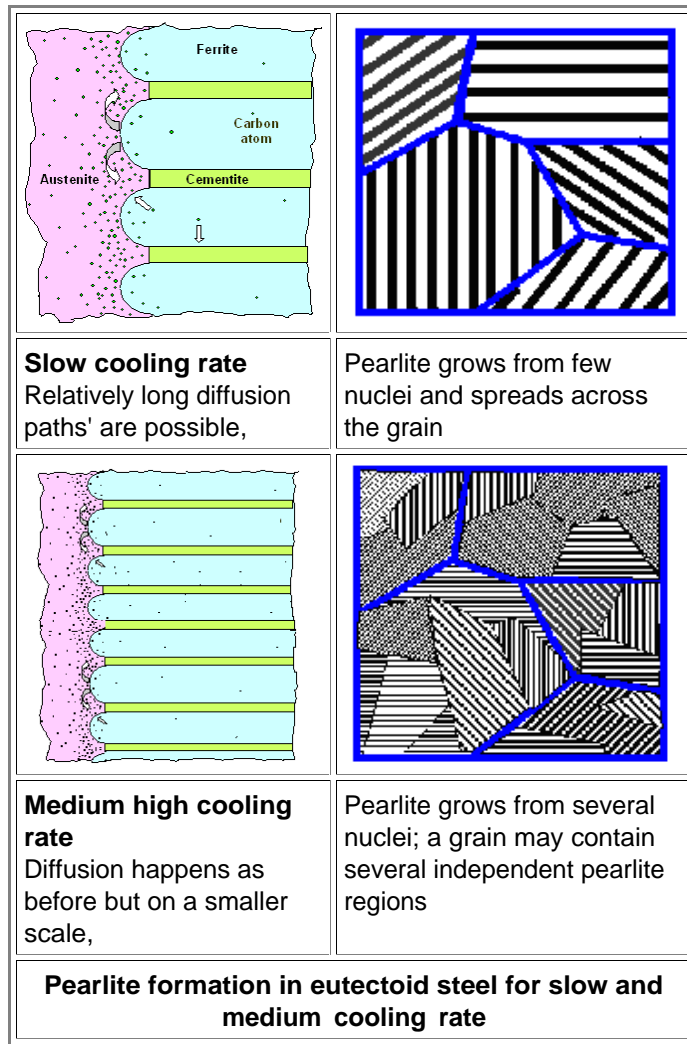 Ferrite
Carbon
atom
Austenite
Cementite
Slow cooling rate
Relatively long diffusion
paths' are possible,
Pearlite grows from few
nuclei and spreads across
the grain
Medium high cooling
rate
Diffusion happens as
before but on a smaller
scale,
Pearlite grows from several
nuclei; a grain may contain
several independent pearlite
regions
Pearlite formation in eutectoid steel for slow and
medium cooling rate